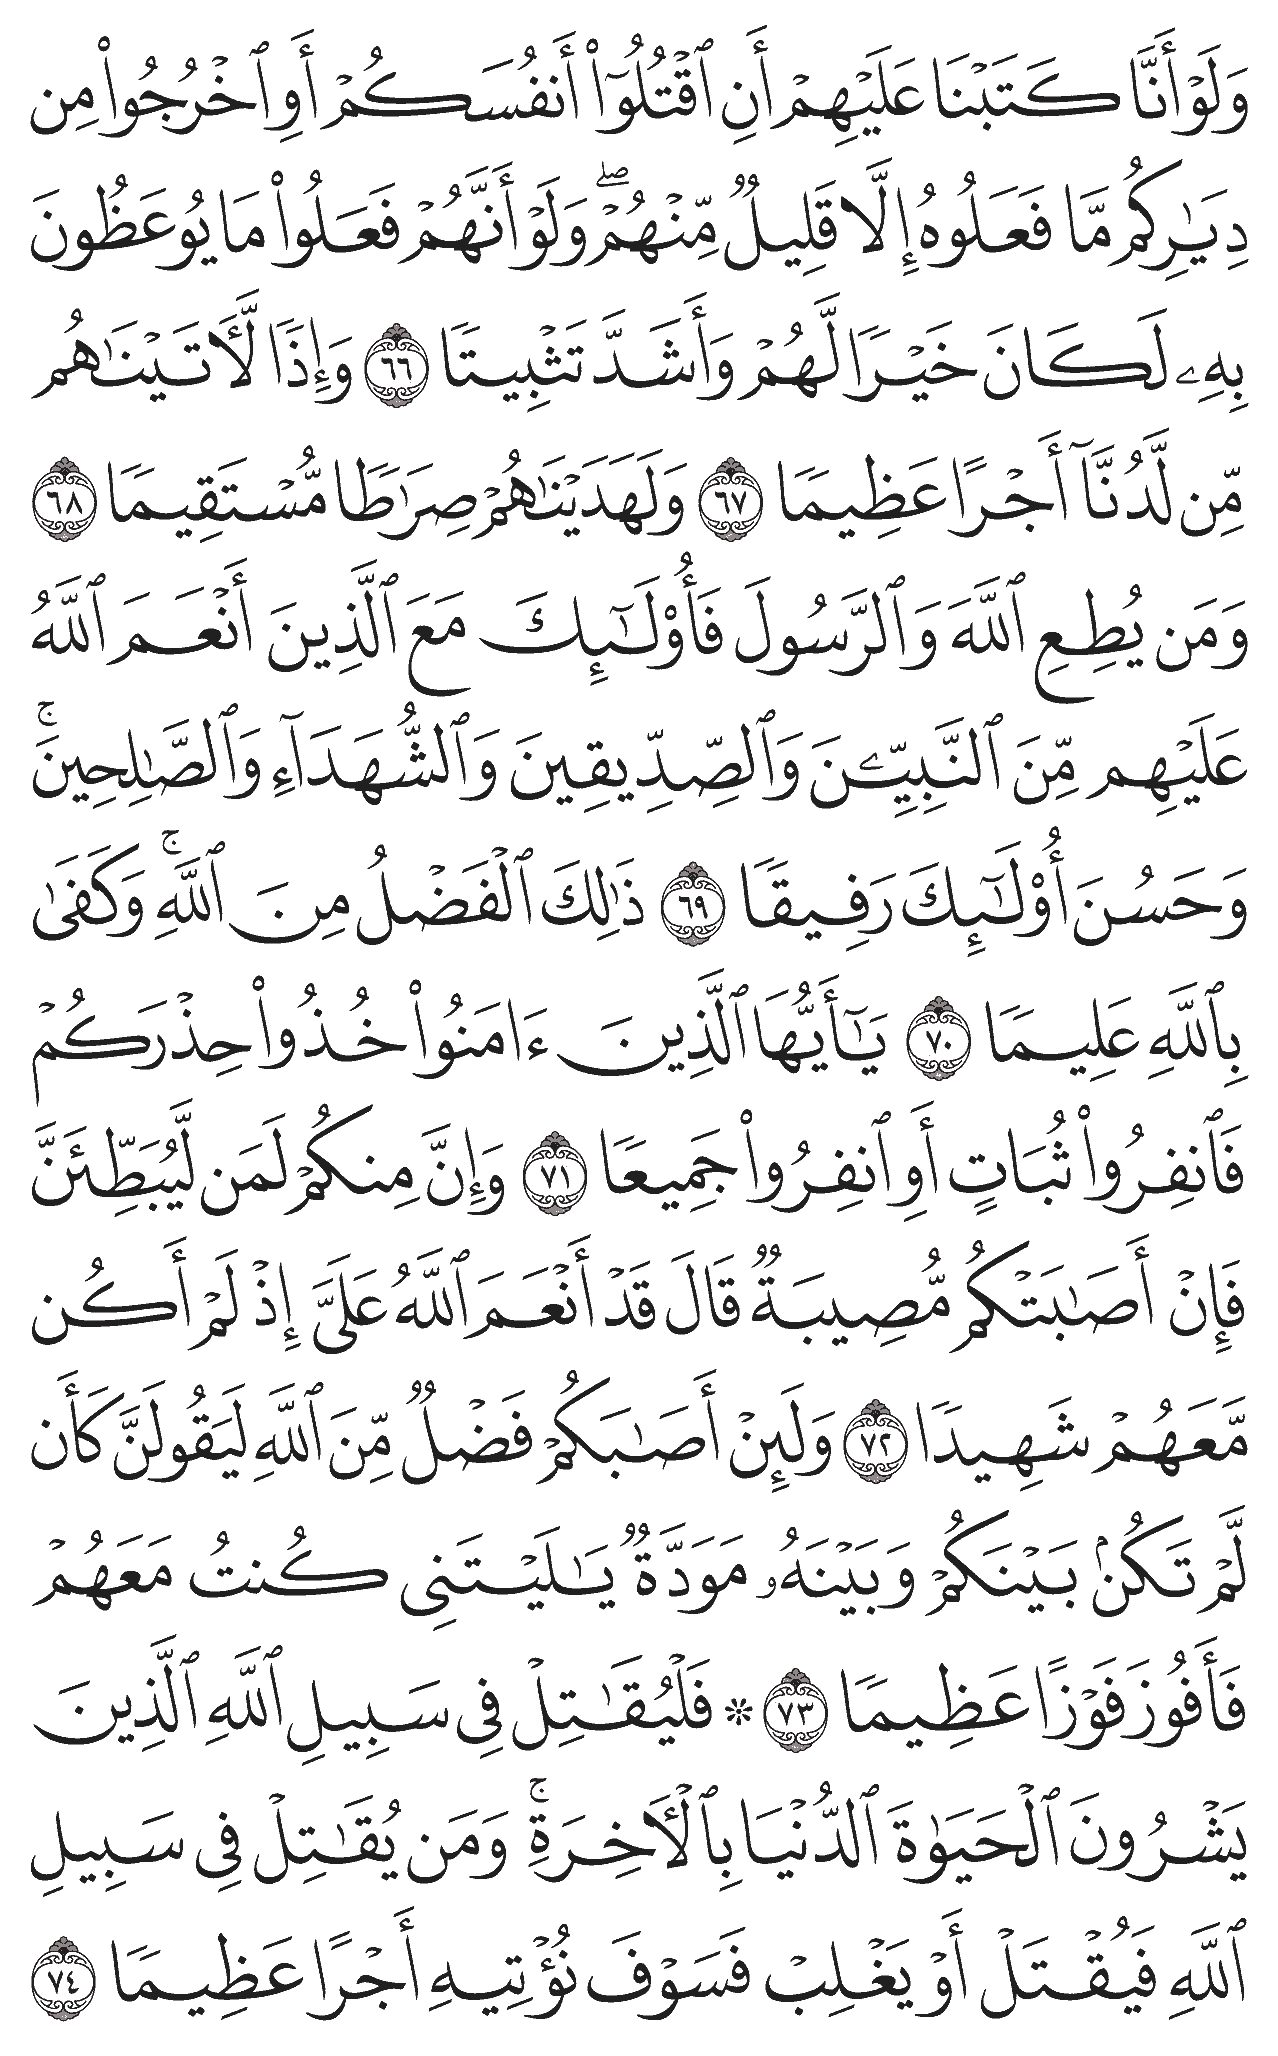 وَلَوْ أَنَّا كَتَبْنَا عَلَيْهِمْ أَنِ ٱقْتُلُوٓا۟ أَنفُسَكُمْ أَوِ ٱخْرُجُوا۟ مِن
دِيَـٰرِكُم مَّا فَعَلُوهُ إِلَّا قَلِيلٌ مِّنْهُمْ ۖ وَلَوْ أَنَّهُمْ فَعَلُوا۟ مَا يُوعَظُونَ
بِهِۦ لَكَانَ خَيْرًا لَّهُمْ وَأَشَدَّ تَثْبِيتًا ٦٦ وَإِذًا لَّـَٔاتَيْنَـٰهُم
مِّن لَّدُنَّآ أَجْرًا عَظِيمًا ٦٧ وَلَهَدَيْنَـٰهُمْ صِرَٰطًا مُّسْتَقِيمًا ٦٨
وَمَن يُطِعِ ٱللَّهَ وَٱلرَّسُولَ فَأُو۟لَـٰٓئِكَ مَعَ ٱلَّذِينَ أَنْعَمَ ٱللَّهُ
عَلَيْهِم مِّنَ ٱلنَّبِيِّـۧنَ وَٱلصِّدِّيقِينَ وَٱلشُّهَدَآءِ وَٱلصَّـٰلِحِينَ ۚ
وَحَسُنَ أُو۟لَـٰٓئِكَ رَفِيقًا ٦٩ ذَٰلِكَ ٱلْفَضْلُ مِنَ ٱللَّهِ ۚ وَكَفَىٰ
بِٱللَّهِ عَلِيمًا ٧٠ يَـٰٓأَيُّهَا ٱلَّذِينَ ءَامَنُوا۟ خُذُوا۟ حِذْرَكُمْ
فَٱنفِرُوا۟ ثُبَاتٍ أَوِ ٱنفِرُوا۟ جَمِيعًا ٧١ وَإِنَّ مِنكُمْ لَمَن لَّيُبَطِّئَنَّ
فَإِنْ أَصَـٰبَتْكُم مُّصِيبَةٌ قَالَ قَدْ أَنْعَمَ ٱللَّهُ عَلَىَّ إِذْ لَمْ أَكُن
مَّعَهُمْ شَهِيدًا ٧٢ وَلَئِنْ أَصَـٰبَكُمْ فَضْلٌ مِّنَ ٱللَّهِ لَيَقُولَنَّ كَأَن
لَّمْ تَكُنۢ بَيْنَكُمْ وَبَيْنَهُۥ مَوَدَّةٌ يَـٰلَيْتَنِى كُنتُ مَعَهُمْ
فَأَفُوزَ فَوْزًا عَظِيمًا ٧٣ ❊ فَلْيُقَـٰتِلْ فِى سَبِيلِ ٱللَّهِ ٱلَّذِينَ
يَشْرُونَ ٱلْحَيَوٰةَ ٱلدُّنْيَا بِٱلْـَٔاخِرَةِ ۚ وَمَن يُقَـٰتِلْ فِى سَبِيلِ
ٱللَّهِ فَيُقْتَلْ أَوْ يَغْلِبْ فَسَوْفَ نُؤْتِيهِ أَجْرًا عَظِيمًا ٧٤